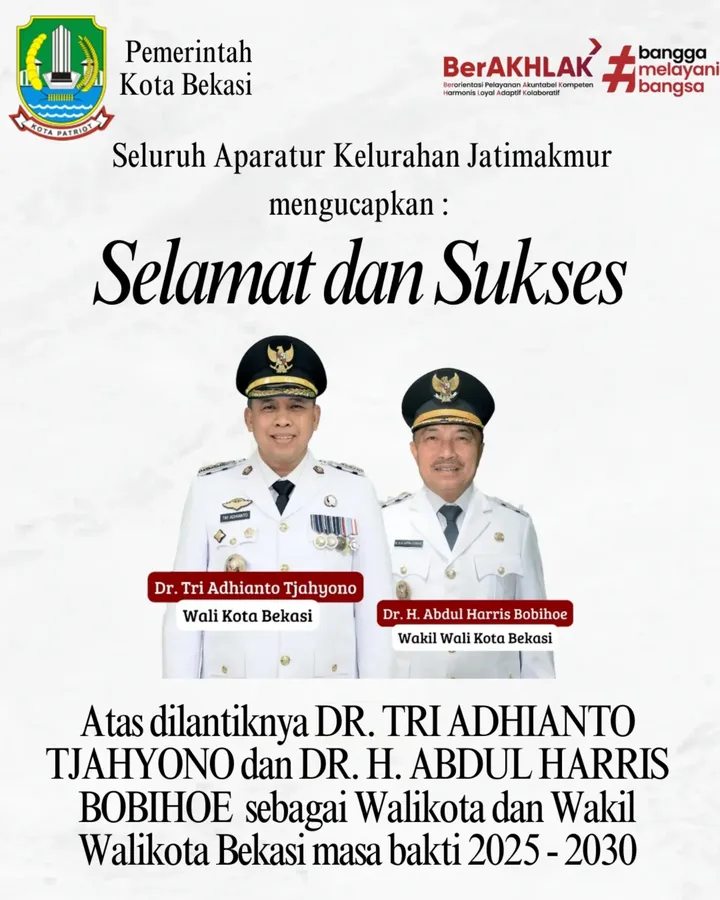 Pemerintah
Kota Bekasi
KOTA PATRIOT
BerAKHLAK
Berorientasi Pelayanan Akuntabel Kompeten
Harmonis Loyal Adaptif Kolaboratif
#bangga
melayani
bangsa
Seluruh Aparatur Kelurahan Jatimakmur
mengucapkan :
Selamat dan Sukses
TRI ADHIANTO
Dr. Tri Adhianto Tjahyono
Wali Kota Bekasi
Dr. H. Abdul Harris Bobihoe
Wakil Wali Kota Bekasi
Atas dilantiknya DR. TRI ADHIANTO
TJAHYONO dan DR. H. ABDUL HARRIS
BOBIHOE sebagai Walikota dan Wakil
Walikota Bekasi masa bakti 2025 - 2030